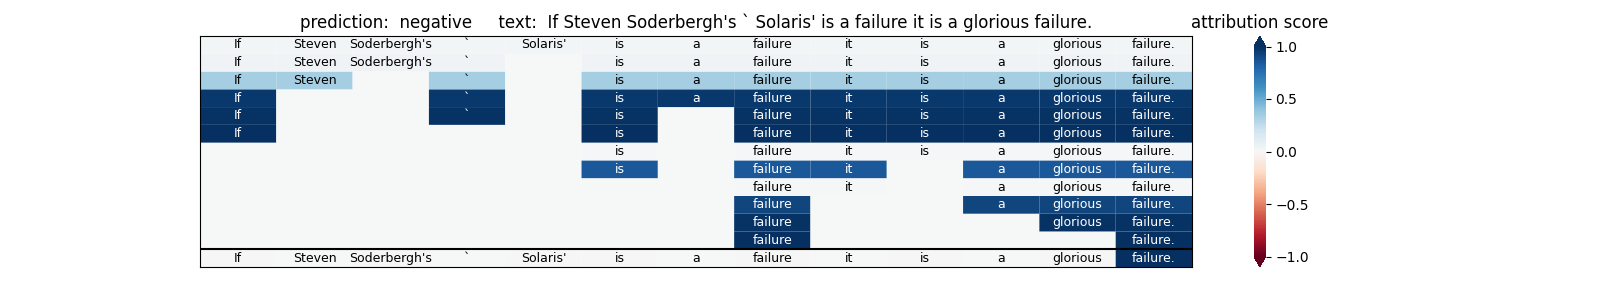 prediction: negative text: If Steven Soderbergh's ` Solaris' is a failure it is a glorious failure. attribution score
If Steven Soderbergh's ` Solaris' is a failure it is a glorious failure.
If Steven Soderbergh's ` is a failure it is a glorious failure.
If Steven ` is a failure it is a glorious failure.
If ` is a failure it is a glorious failure.
If ` is failure it is a glorious failure.
If is failure it is a glorious failure.
is failure it is a glorious failure.
is failure it a glorious failure.
failure it a glorious failure.
failure a glorious failure.
failure glorious failure.
failure failure.
If Steven Soderbergh's ` Solaris' is a failure it is a glorious failure.
1.0
0.5
0.0
−0.5
−1.0